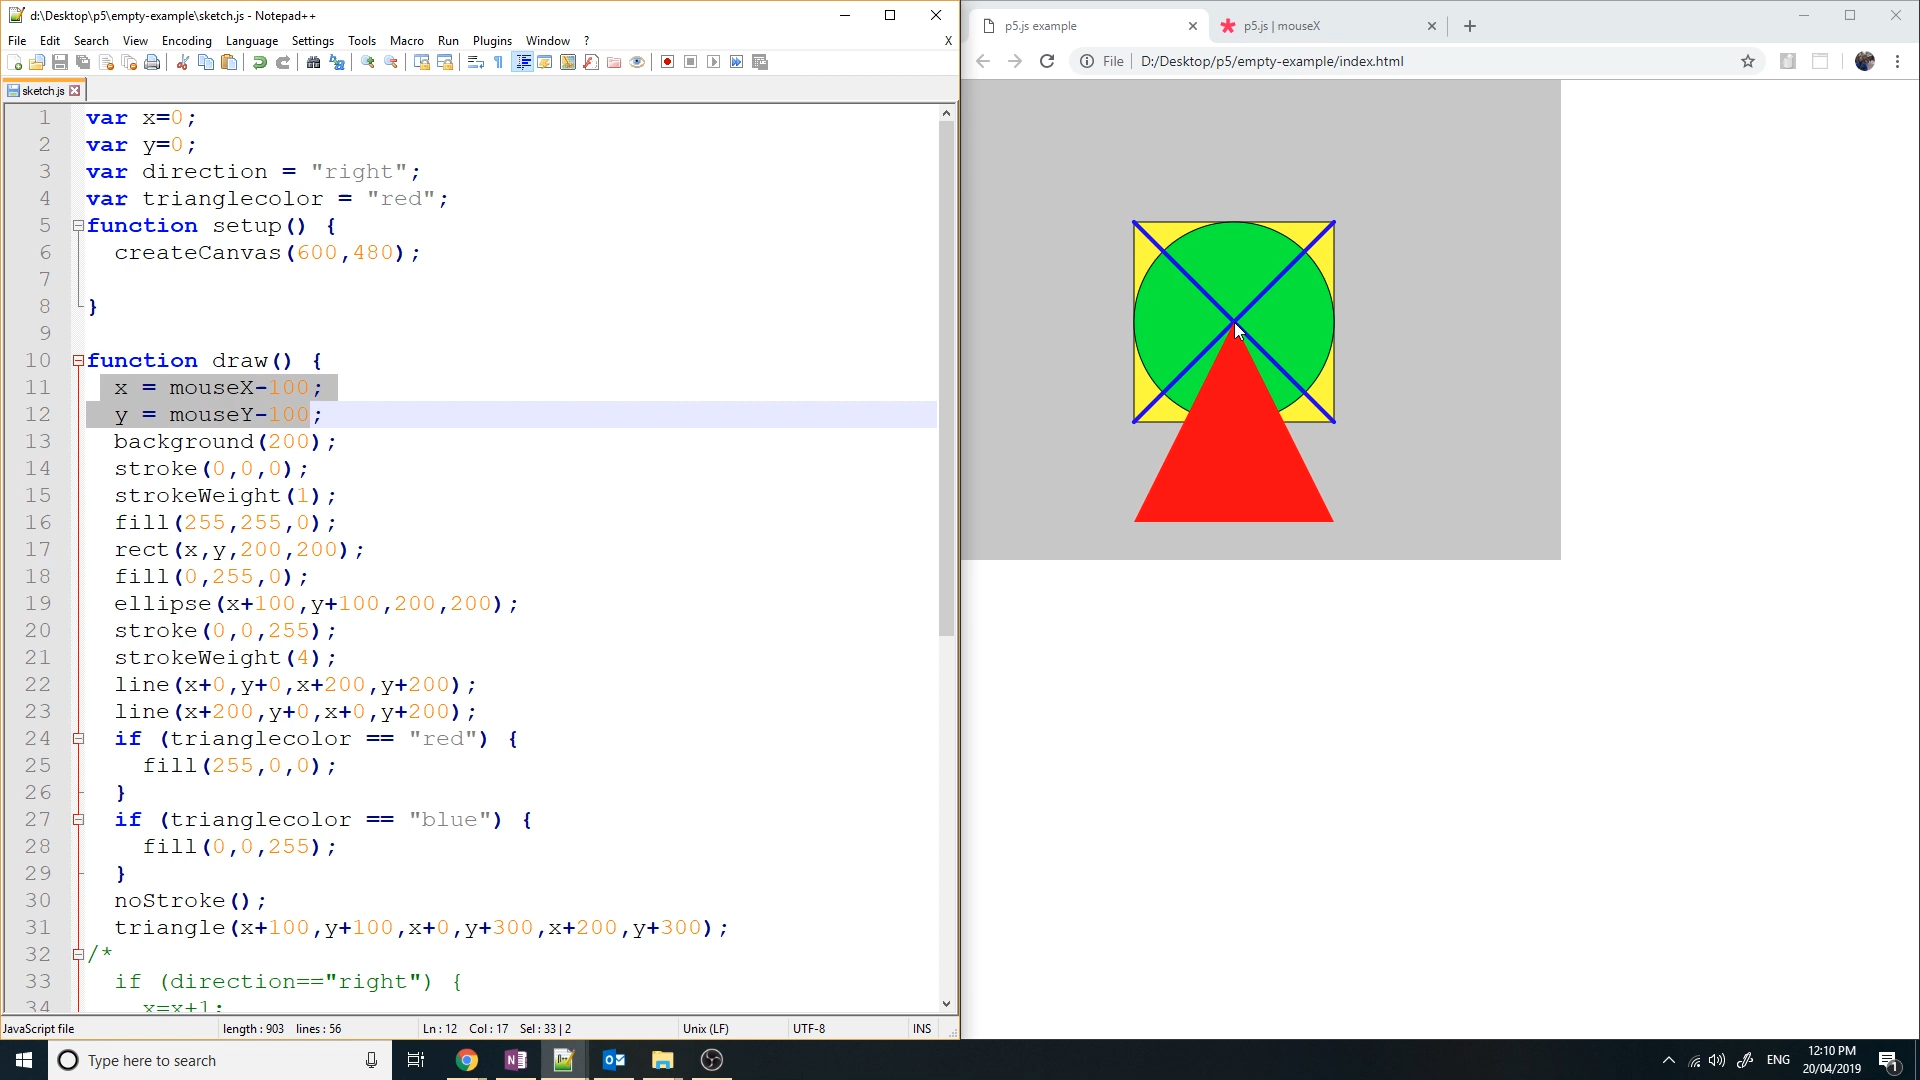 d:\Desktop\p5\empty-example\sketch.js - Notepad++
File Edit Search View Encoding Language Settings Tools Macro Run Plugins Window ? X
sketch.js
1 var x=0;
2 var y=0;
3 var direction = "right";
4 var trianglecolor = "red";
5 function setup() {
6 createCanvas(600,480);
7
8 }
9
10 function draw() {
11 x = mouseX-100;
12 y = mouseY-100;
13 background(200);
14 stroke(0,0,0);
15 strokeWeight(1);
16 fill(255,255,0);
17 rect(x,y,200,200);
18 fill(0,255,0);
19 ellipse(x+100,y+100,200,200);
20 stroke(0,0,255);
21 strokeWeight(4);
22 line(x+0,y+0,x+200,y+200);
23 line(x+200,y+0,x+0,y+200);
24 if (trianglecolor == "red") {
25 fill(255,0,0);
26 }
27 if (trianglecolor == "blue") {
28 fill(0,0,255);
29 }
30 noStroke();
31 triangle(x+100,y+100,x+0,y+300,x+200,y+300);
32 /*
33 if (direction=="right") {
34 x=x+1;
JavaScript file length : 903 lines : 56 Ln : 12 Col : 17 Sel : 33 | 2 Unix (LF) UTF-8 INS
p5.js example
p5.js | mouseX
File D:/Desktop/p5/empty-example/index.html
Type here to search
ENG
12:10 PM
20/04/2019
1